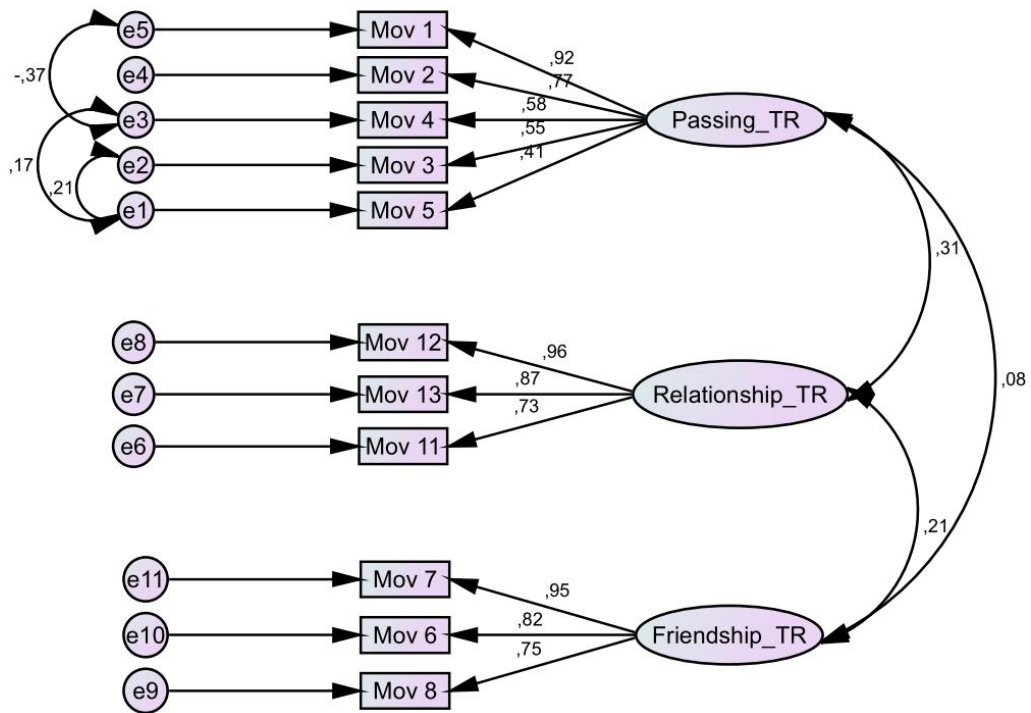 e5 Mov 1
,92
-,37
e4 Mov 2
,77
e3 Mov 4
,58
Passing_TR
e2 Mov 3
,55
,17
,21
e1 Mov 5
,41
,31
e8 Mov 12
,96
e7 Mov 13
,87
Relationship_TR
,08
e6 Mov 11
,73
,21
e11 Mov 7
,95
e10 Mov 6
,82
Friendship_TR
e9 Mov 8
,75